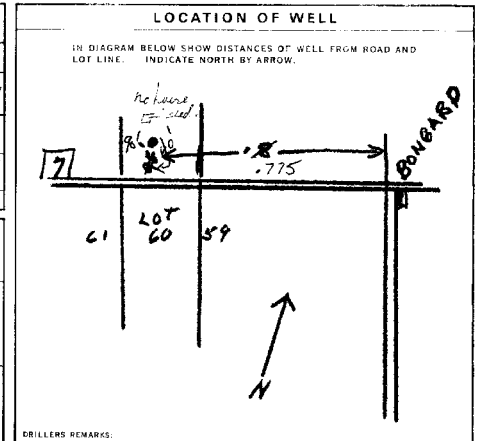 LOCATION OF WELL
IN DIAGRAM BELOW SHOW DISTANCES OF WELL FROM ROAD AND
LOT LINE. INDICATE NORTH BY ARROW.
no house
BONGARD
7
.775
LOT
61 60 59
N
DRILLERS REMARKS: